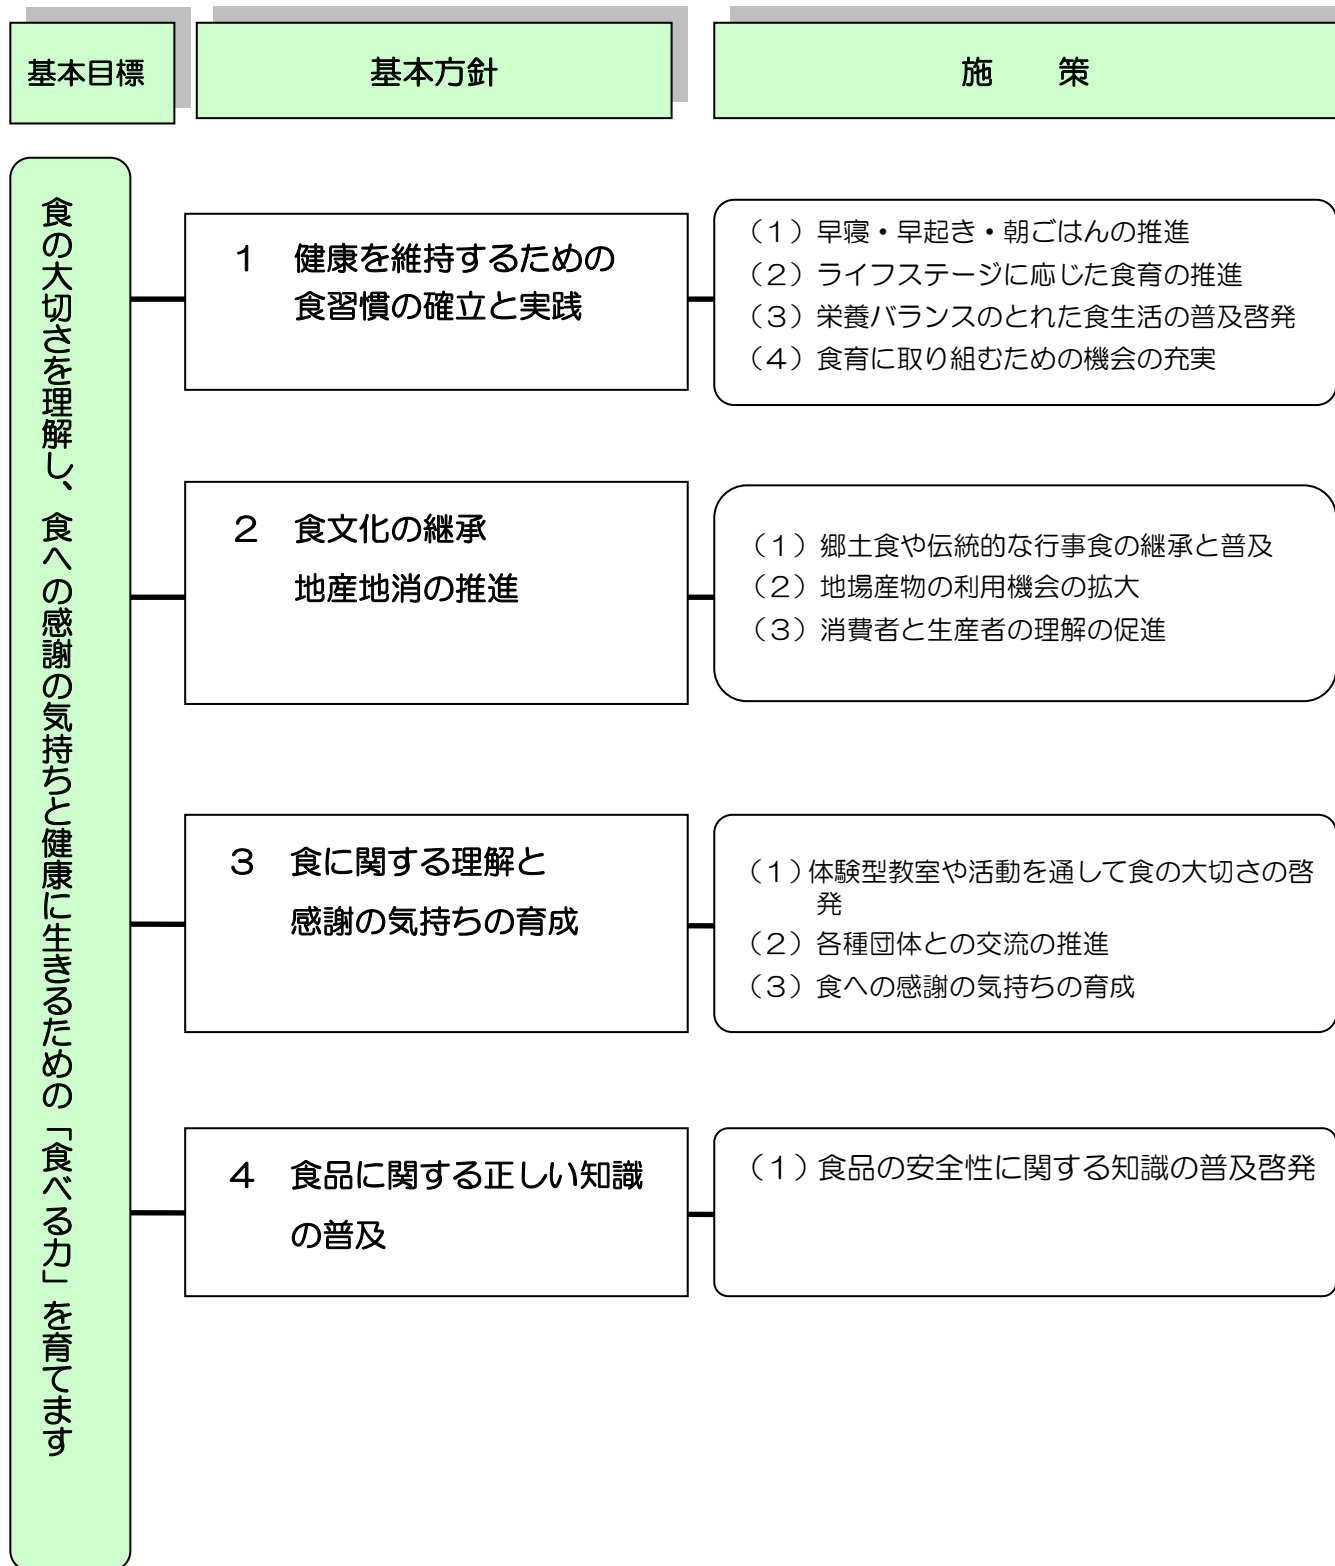 基本目標
基本方針
施　　策
食の大切さを理解し、食への感謝の気持ちと健康に生きるための「食べる力」を育てます
１　健康を維持するための
食習慣の確立と実践
（１）早寝・早起き・朝ごはんの推進
（２）ライフステージに応じた食育の推進
（３）栄養バランスのとれた食生活の普及啓発
（４）食育に取り組むための機会の充実
２　食文化の継承
地産地消の推進
（１）郷土食や伝統的な行事食の継承と普及
（２）地場産物の利用機会の拡大
（３）消費者と生産者の理解の促進
３　食に関する理解と
感謝の気持ちの育成
（１）体験型教室や活動を通して食の大切さの啓
発
（２）各種団体との交流の推進
（３）食への感謝の気持ちの育成
４　食品に関する正しい知識
の普及
（１）食品の安全性に関する知識の普及啓発